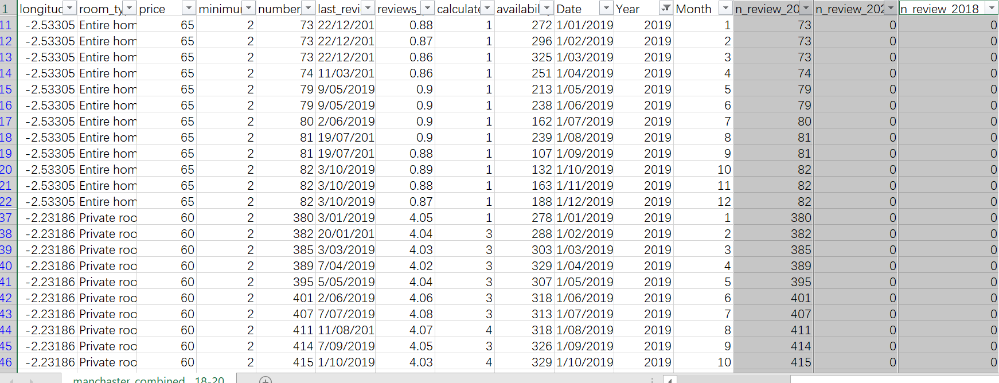 1 longituc room_ty price minimur number last_revi reviews_ calculate availabil Date Year Month n_review_20 n_review_202 n_review_2018
11 -2.53305 Entire hom 65 2 73 22/12/201 0.88 1 272 1/01/2019 2019 1 73 0 0
12 -2.53305 Entire hom 65 2 73 22/12/201 0.87 1 296 1/02/2019 2019 2 73 0 0
13 -2.53305 Entire hom 65 2 73 22/12/201 0.86 1 325 1/03/2019 2019 3 73 0 0
14 -2.53305 Entire hom 65 2 74 11/03/201 0.86 1 251 1/04/2019 2019 4 74 0 0
15 -2.53305 Entire hom 65 2 79 9/05/2019 0.9 1 213 1/05/2019 2019 5 79 0 0
16 -2.53305 Entire hom 65 2 79 9/05/2019 0.9 1 238 1/06/2019 2019 6 79 0 0
17 -2.53305 Entire hom 65 2 80 2/06/2019 0.9 1 162 1/07/2019 2019 7 80 0 0
18 -2.53305 Entire hom 65 2 81 19/07/201 0.9 1 239 1/08/2019 2019 8 81 0 0
19 -2.53305 Entire hom 65 2 81 19/07/201 0.88 1 107 1/09/2019 2019 9 81 0 0
20 -2.53305 Entire hom 65 2 82 3/10/2019 0.89 1 132 1/10/2019 2019 10 82 0 0
21 -2.53305 Entire hom 65 2 82 3/10/2019 0.88 1 163 1/11/2019 2019 11 82 0 0
22 -2.53305 Entire hom 65 2 82 3/10/2019 0.87 1 188 1/12/2019 2019 12 82 0 0
37 -2.23186 Private roo 60 2 380 3/01/2019 4.05 1 278 1/01/2019 2019 1 380 0 0
38 -2.23186 Private roo 60 2 382 20/01/201 4.04 3 288 1/02/2019 2019 2 382 0 0
39 -2.23186 Private roo 60 2 385 3/03/2019 4.03 3 303 1/03/2019 2019 3 385 0 0
40 -2.23186 Private roo 60 2 389 7/04/2019 4.02 3 329 1/04/2019 2019 4 389 0 0
41 -2.23186 Private roo 60 2 395 5/05/2019 4.04 3 307 1/05/2019 2019 5 395 0 0
42 -2.23186 Private roo 60 2 401 2/06/2019 4.06 3 318 1/06/2019 2019 6 401 0 0
43 -2.23186 Private roo 60 2 407 7/07/2019 4.08 3 313 1/07/2019 2019 7 407 0 0
44 -2.23186 Private roo 60 2 411 11/08/201 4.07 4 318 1/08/2019 2019 8 411 0 0
45 -2.23186 Private roo 60 2 414 7/09/2019 4.05 3 326 1/09/2019 2019 9 414 0 0
46 -2.23186 Private roo 60 2 415 1/10/2019 4.03 4 329 1/10/2019 2019 10 415 0 0
manchaster_combined_ 18-20